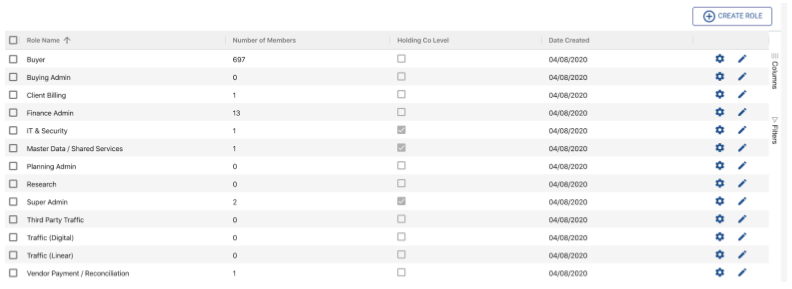 CREATE ROLE
Role Name Number of Members Holding Co Level Date Created
Buyer 697 04/08/2020
Buying Admin 0 04/08/2020
Client Billing 1 04/08/2020
Finance Admin 13 04/08/2020
IT & Security 1 04/08/2020
Master Data / Shared Services 1 04/08/2020
Planning Admin 0 04/08/2020
Research 0 04/08/2020
Super Admin 2 04/08/2020
Third Party Traffic 0 04/08/2020
Traffic (Digital) 0 04/08/2020
Traffic (Linear) 0 04/08/2020
Vendor Payment / Reconciliation 1 04/08/2020
Columns
Filters